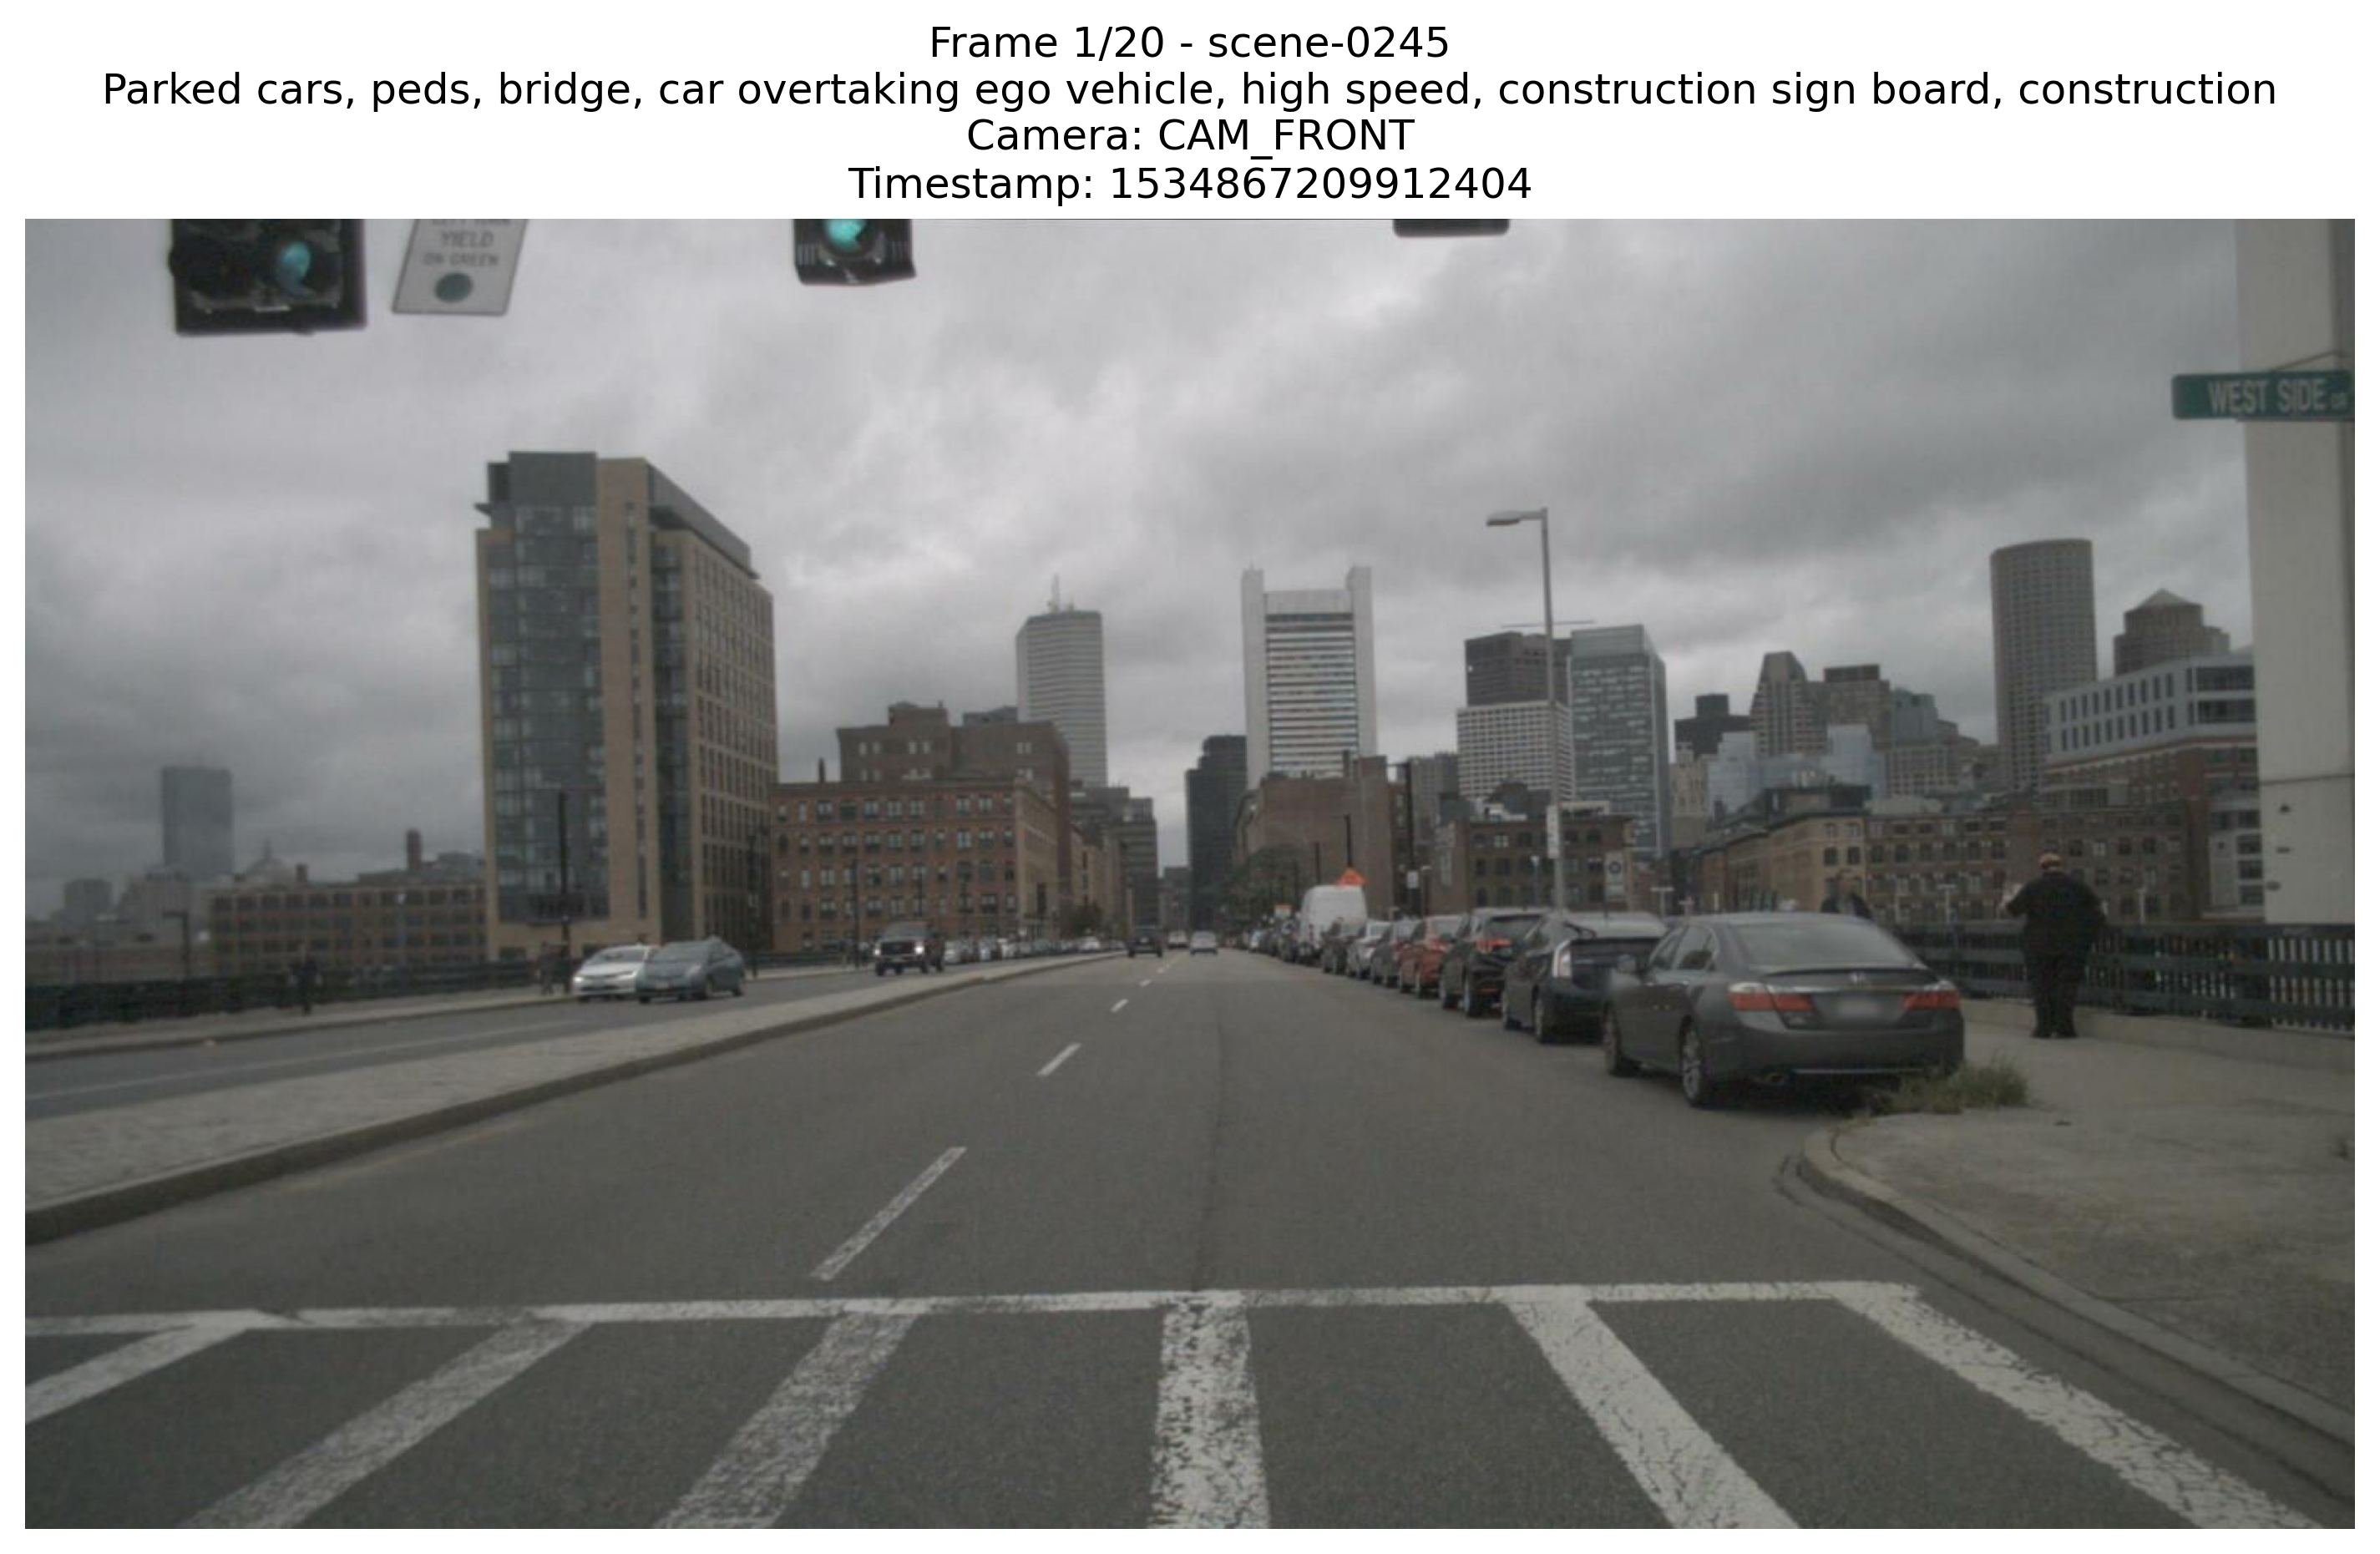 Frame 1/20 - scene-0245
Parked cars, peds, bridge, car overtaking ego vehicle, high speed, construction sign board, construction
Camera: CAM_FRONT
Timestamp: 1534867209912404
YIELD
ON GREEN
WEST SIDE DR